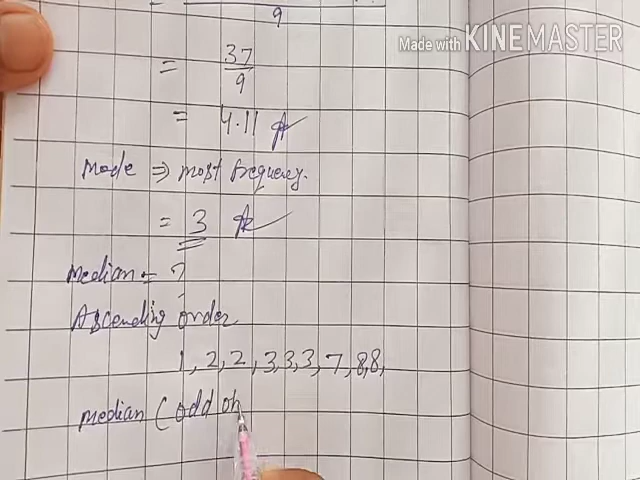 9
Made with KINEMASTER
= 37
9
= 4.11
Mode ⇒ most frequency.
= 3
Median = ?
Ascending order
1, 2, 2, 3, 3, 3, 7, 8, 8,
median (odd